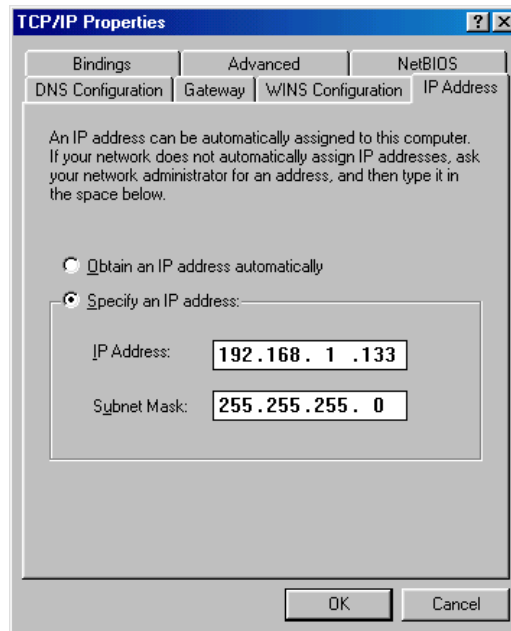 TCP/IP Properties
Bindings Advanced NetBIOS
DNS Configuration Gateway WINS Configuration IP Address
An IP address can be automatically assigned to this computer.
If your network does not automatically assign IP addresses, ask
your network administrator for an address, and then type it in
the space below.
Obtain an IP address automatically
Specify an IP address:
IP Address: 192.168. 1 .133
Subnet Mask: 255.255.255. 0
OK Cancel